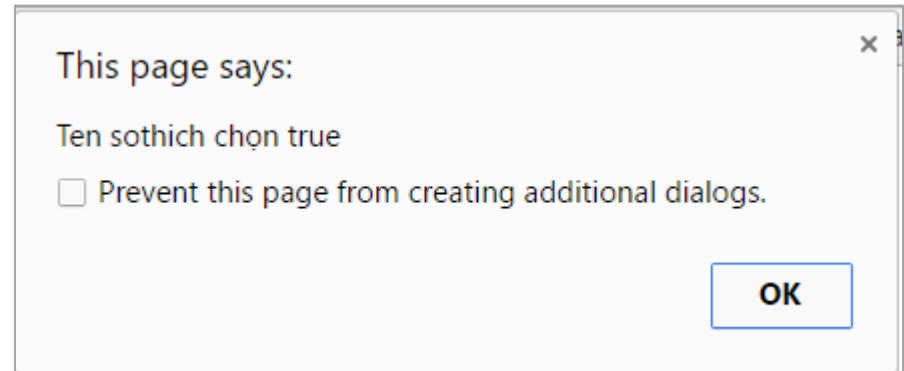 This page says:
Ten sothich chọn true
Prevent this page from creating additional dialogs.
OK